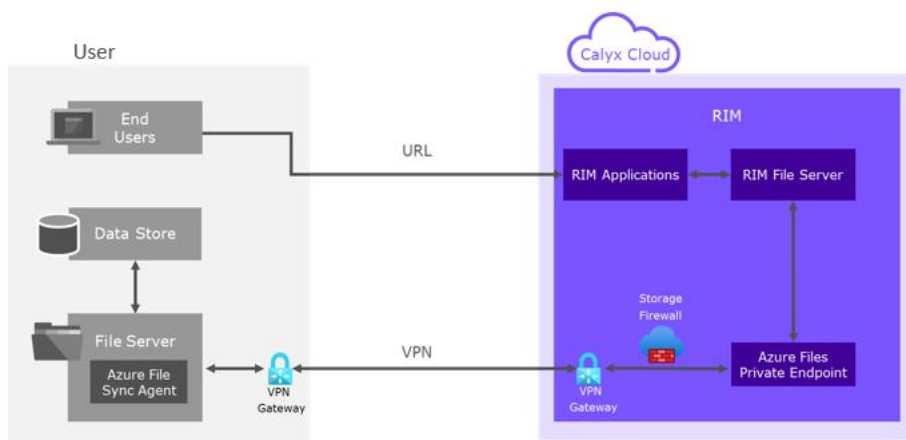 User
Calyx Cloud
End
Users
URL
RIM
RIM Applications
RIM File Server
Data Store
File Server
Azure File
Sync Agent
VPN
Gateway
VPN
VPN
Gateway
Storage
Firewall
Azure Files
Private Endpoint